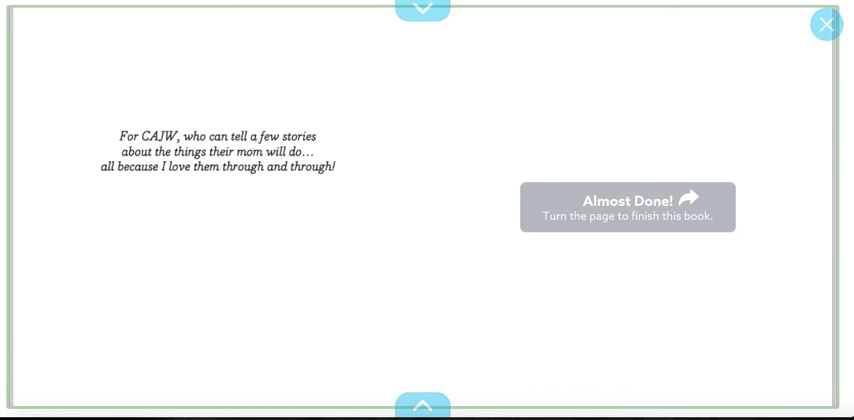 For CAJW, who can tell a few stories
about the things their mom will do...
all because I love them through and through!
Almost Done!
Turn the page to finish this book.